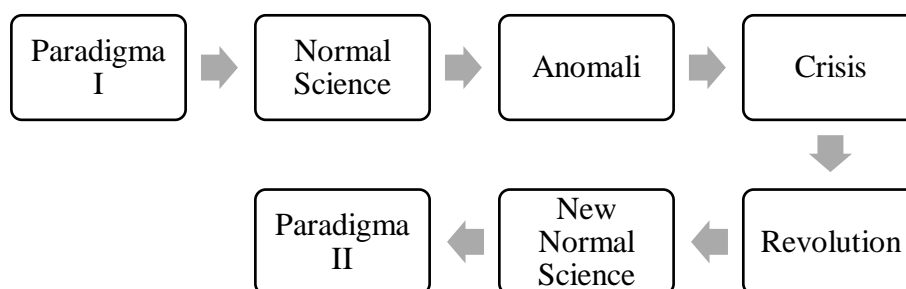 Paradigma
I
Normal
Science
Anomali
Crisis
Revolution
New
Normal
Science
Paradigma
II